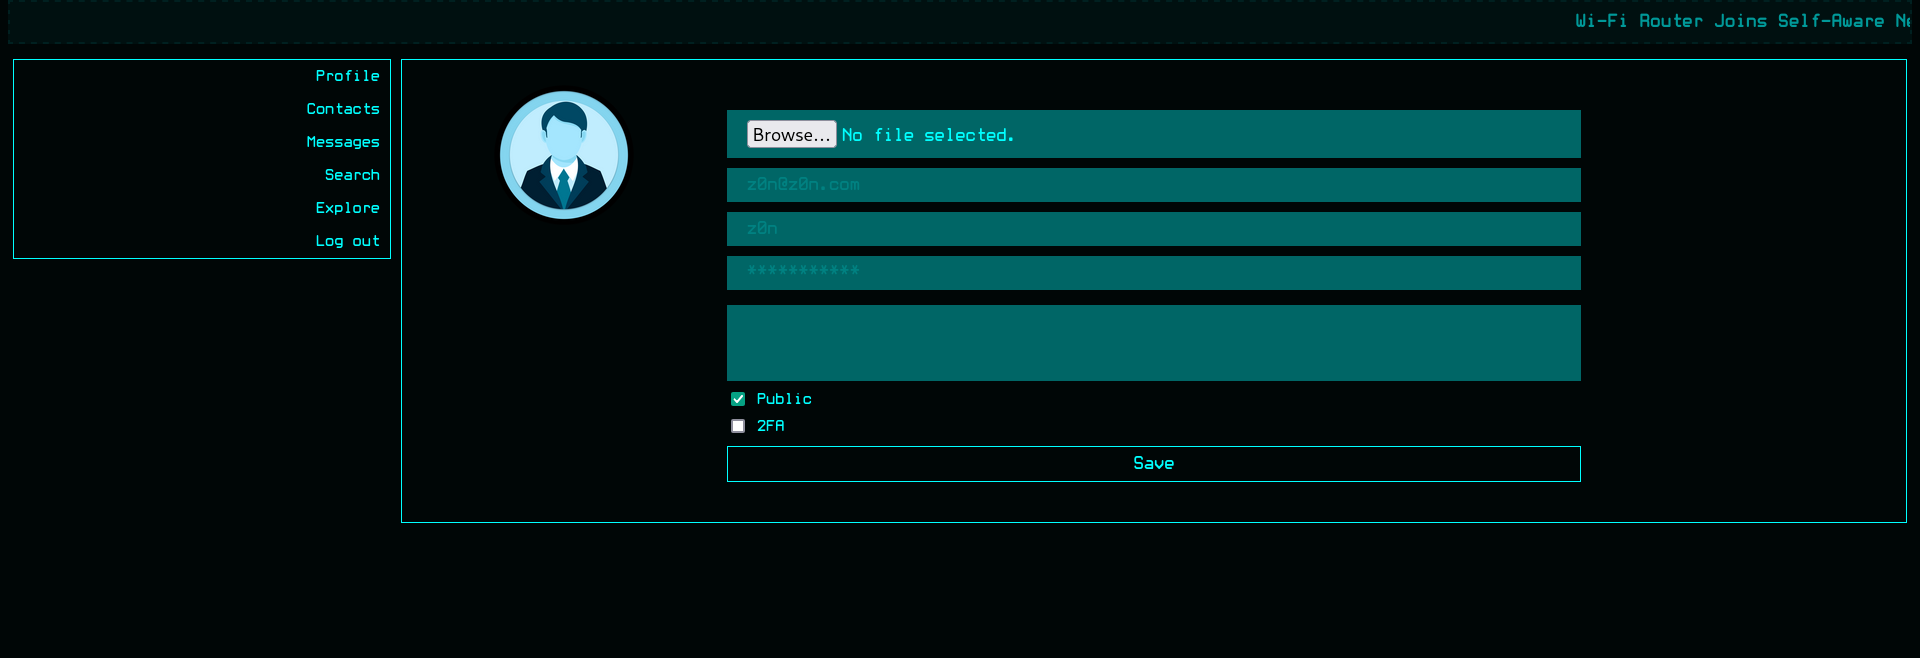 Wi-Fi Router Joins Self-Aware
Profile
Contacts
Messages
Search
Explore
Log out
Browse... No file selected.
z0n@z0n.com
z0n
***********
Public
2FA
Save